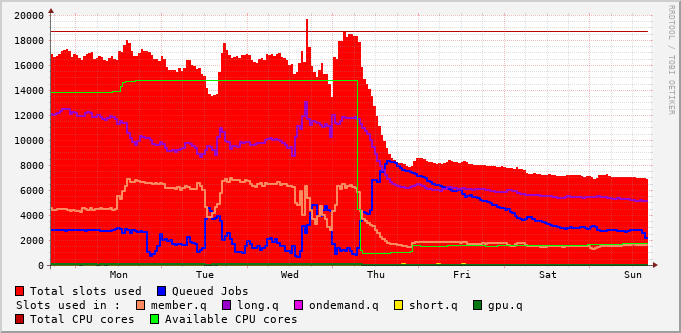 20000
18000
16000
14000
12000
10000
8000
6000
4000
2000
0
Mon Tue Wed Thu Fri Sat Sun
RRDTOOL / TOBI OETIKER
Total slots used Queued Jobs
Slots used in : member.q long.q ondemand.q short.q gpu.q
Total CPU cores Available CPU cores